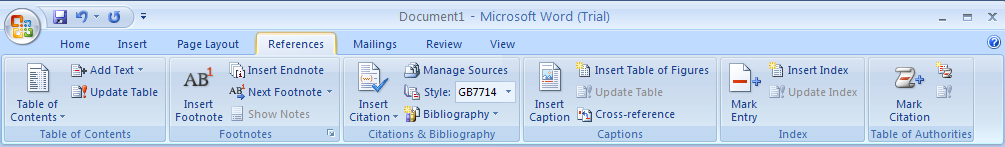 Document1 - Microsoft Word (Trial)
Home Insert Page Layout References Mailings Review View
Table of Contents
Add Text
Update Table
Table of Contents
AB1
Insert Footnote
Insert Endnote
AB1 Next Footnote
Show Notes
Footnotes
Insert Citation
Manage Sources
Style: GB7714
Bibliography
Citations & Bibliography
Insert Caption
Insert Table of Figures
Update Table
Cross-reference
Captions
Mark Entry
Insert Index
Update Index
Index
Mark Citation
Table of Authorities